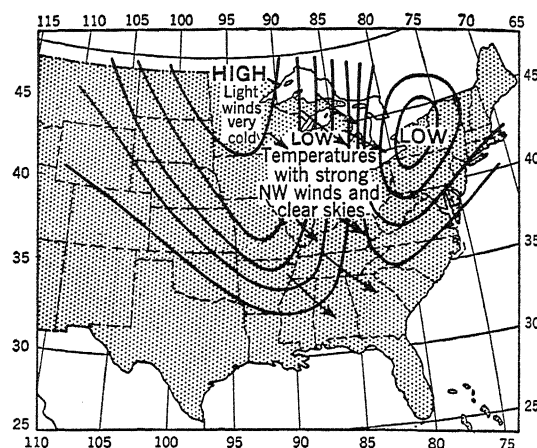 115 110 105 100 95 90 85 80 75 70 65
HIGH
Light
winds
very
cold
LOW
LOW
Temperatures
with strong
NW winds and
clear skies
45
40
35
30
25
45
40
35
30
25
110 105 100 95 90 85 80 75